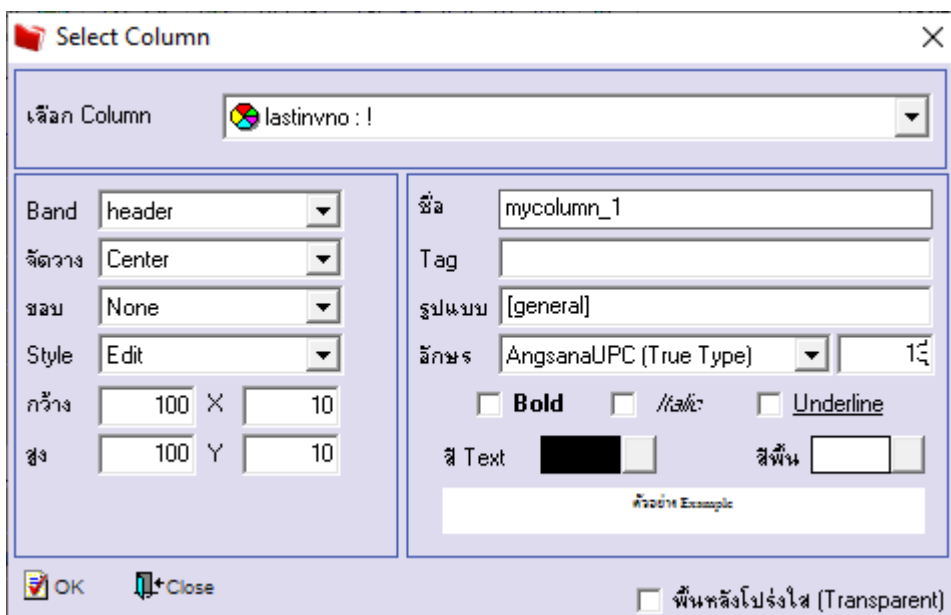 Select Column
เลือก Column lastinvno : !
Band header
จัดวาง Center
ขอบ None
Style Edit
กว้าง 100 X 10
สูง 100 Y 10
ชื่อ mycolumn_1
Tag
รูปแบบ [general]
อักษร AngsanaUPC (True Type)
Bold Italic Underline
สี Text สีพื้น
ตัวอย่าง Example
OK Close
พื้นหลังโปร่งใส (Transparent)